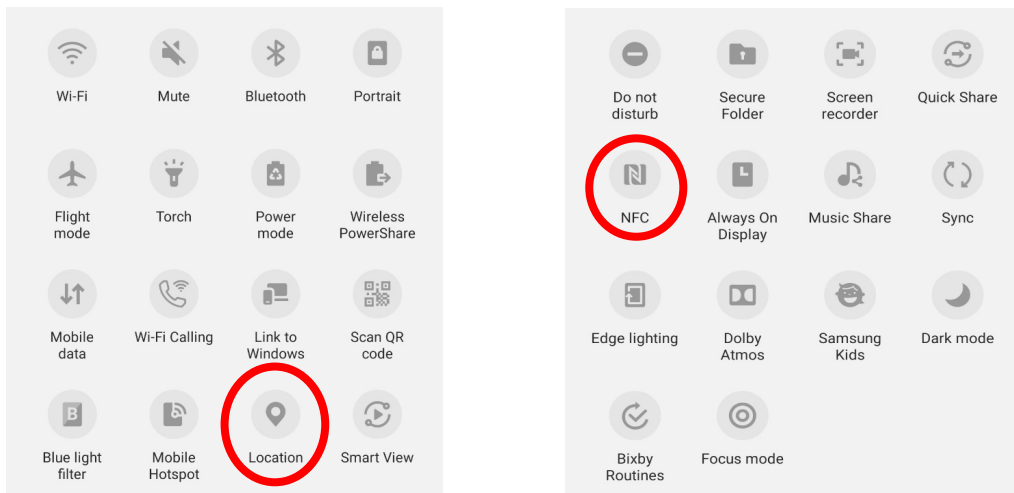 Wi-Fi
Mute
Bluetooth
Portrait
Flight
mode
Torch
Power
mode
Wireless
PowerShare
Mobile
data
Wi-Fi Calling
Link to
Windows
Scan QR
code
B
Blue light
filter
Mobile
Hotspot
Location
Smart View
Do not
disturb
Secure
Folder
Screen
recorder
Quick Share
NFC
Always On
Display
Music Share
Sync
Edge lighting
Dolby
Atmos
Samsung
Kids
Dark mode
Bixby
Routines
Focus mode